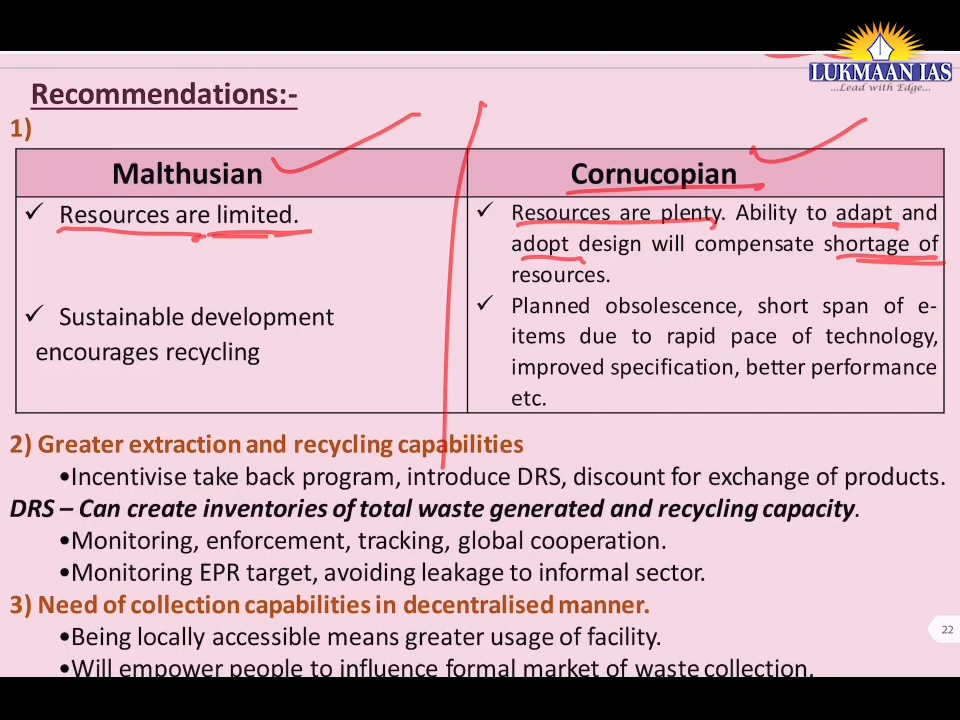 LUKMAAN IAS
...Lead with Edge...
Recommendations:-
1)
Malthusian
Cornucopian
✓ Resources are limited.
✓ Sustainable development
encourages recycling
✓ Resources are plenty. Ability to adapt and
adopt design will compensate shortage of
resources.
✓ Planned obsolescence, short span of e-
items due to rapid pace of technology,
improved specification, better performance
etc.
2) Greater extraction and recycling capabilities
•Incentivise take back program, introduce DRS, discount for exchange of products.
DRS – Can create inventories of total waste generated and recycling capacity.
•Monitoring, enforcement, tracking, global cooperation.
•Monitoring EPR target, avoiding leakage to informal sector.
3) Need of collection capabilities in decentralised manner.
•Being locally accessible means greater usage of facility.
22
•Will empower people to influence formal market of waste collection.